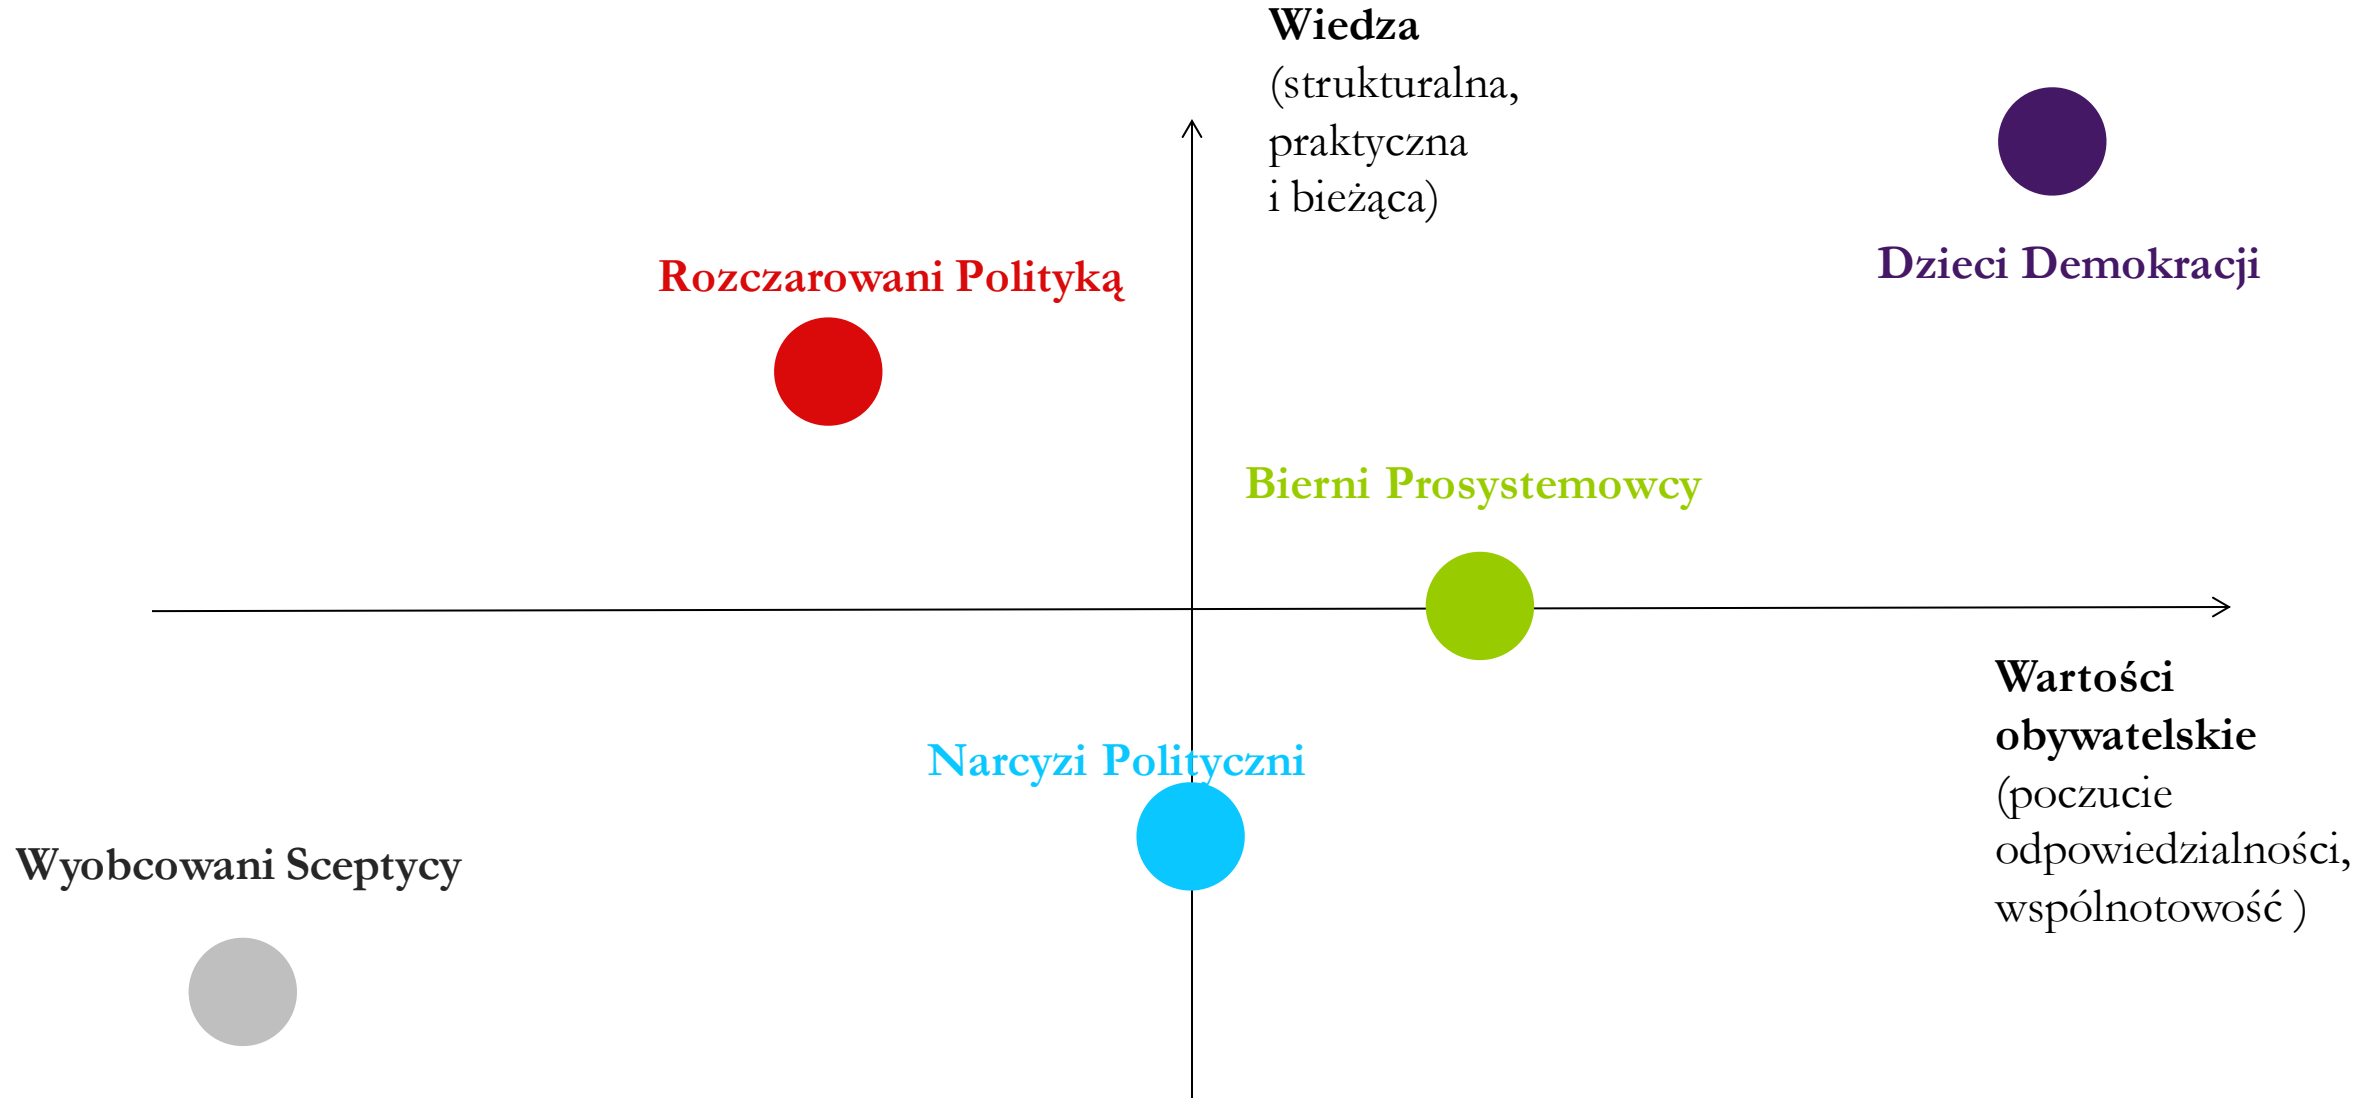 Wiedza
(strukturalna,
praktyczna
i bieżąca)
Dzieci Demokracji
Rozczarowani Polityką
Bierni Prosystemowcy
Wartości
obywatelskie
(poczucie
odpowiedzialności,
wspólnotowość )
Narcyzi Polityczni
Wyobcowani Sceptycy